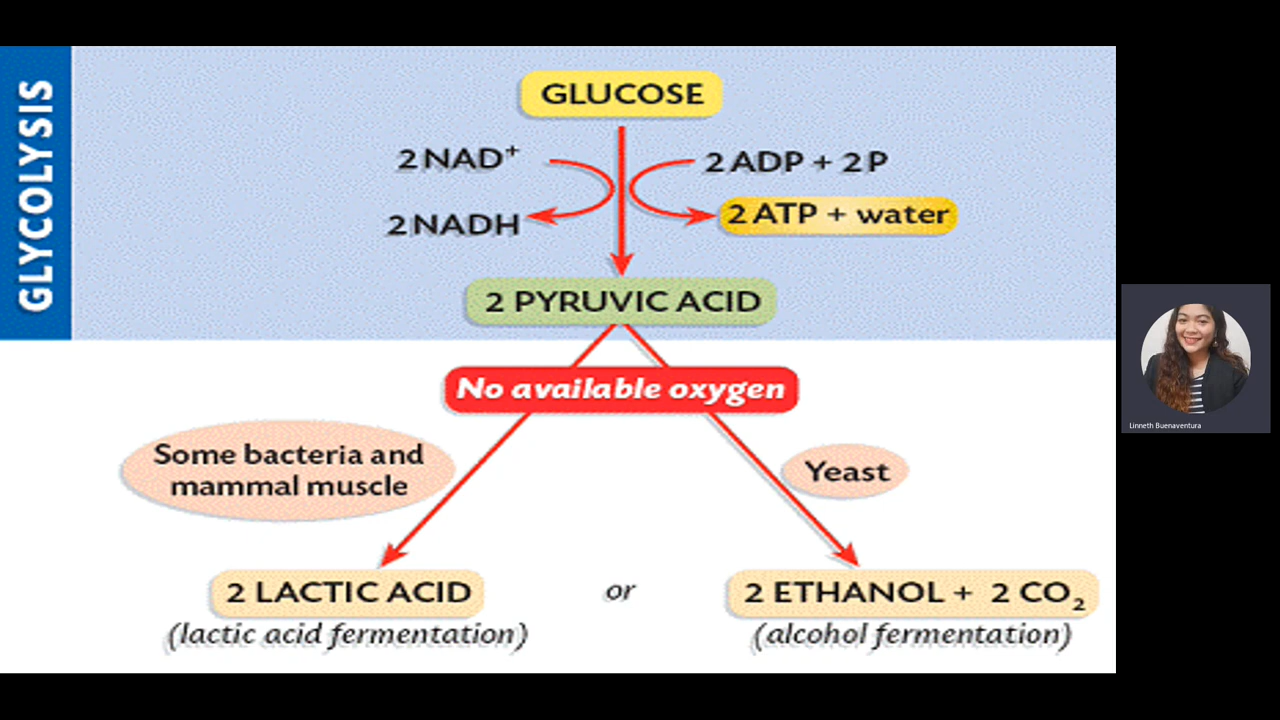 GLYCOLYSIS
GLUCOSE
2 NAD⁺
2 ADP + 2 P
2 NADH
2 ATP + water
2 PYRUVIC ACID
No available oxygen
Some bacteria and
mammal muscle
Yeast
2 LACTIC ACID
or
2 ETHANOL + 2 CO₂
(lactic acid fermentation)
(alcohol fermentation)
Linneth Buenaventura